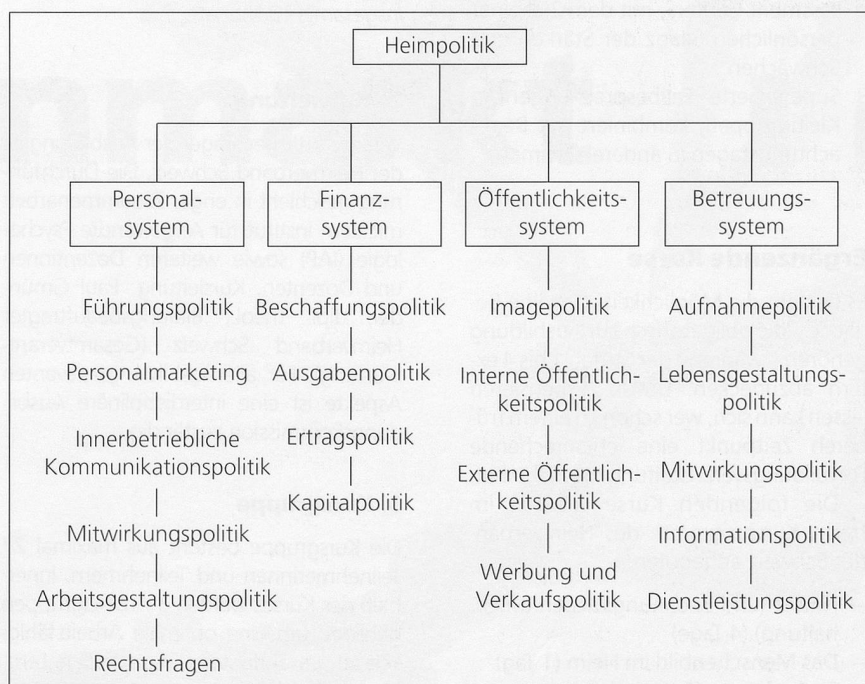 Heimpolitik
Personal-
system
Führungspolitik
Personalmarketing
Innerbetriebliche
Kommunikationspolitik
Mitwirkungspolitik
Arbeitsgestaltungspolitik
Rechtsfragen
Finanz-
system
Beschaffungspolitik
Ausgabenpolitik
Ertragspolitik
Kapitalpolitik
Öffentlichkeits-
system
Imagepolitik
Interne Öffentlich-
keitspolitik
Externe Öffentlich-
keitspolitik
Werbung und
Verkaufspolitik
Betreuungs-
system
Aufnahmepolitik
Lebensgestaltungs-
politik
Mitwirkungspolitik
Informationspolitik
Dienstleistungspolitik